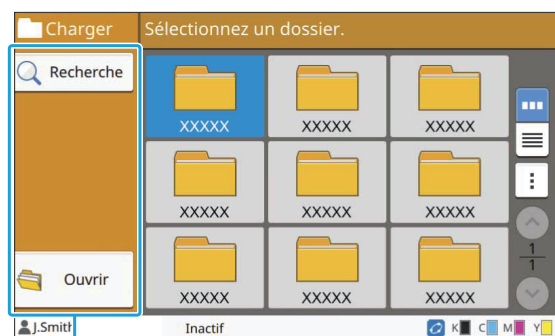 Charger
Sélectionnez un dossier.
Recherche
XXXXX XXXXX XXXXX
XXXXX XXXXX XXXXX
1
1
Ouvrir
XXXXX XXXXX XXXXX
J.Smith
Inactif
K C M Y